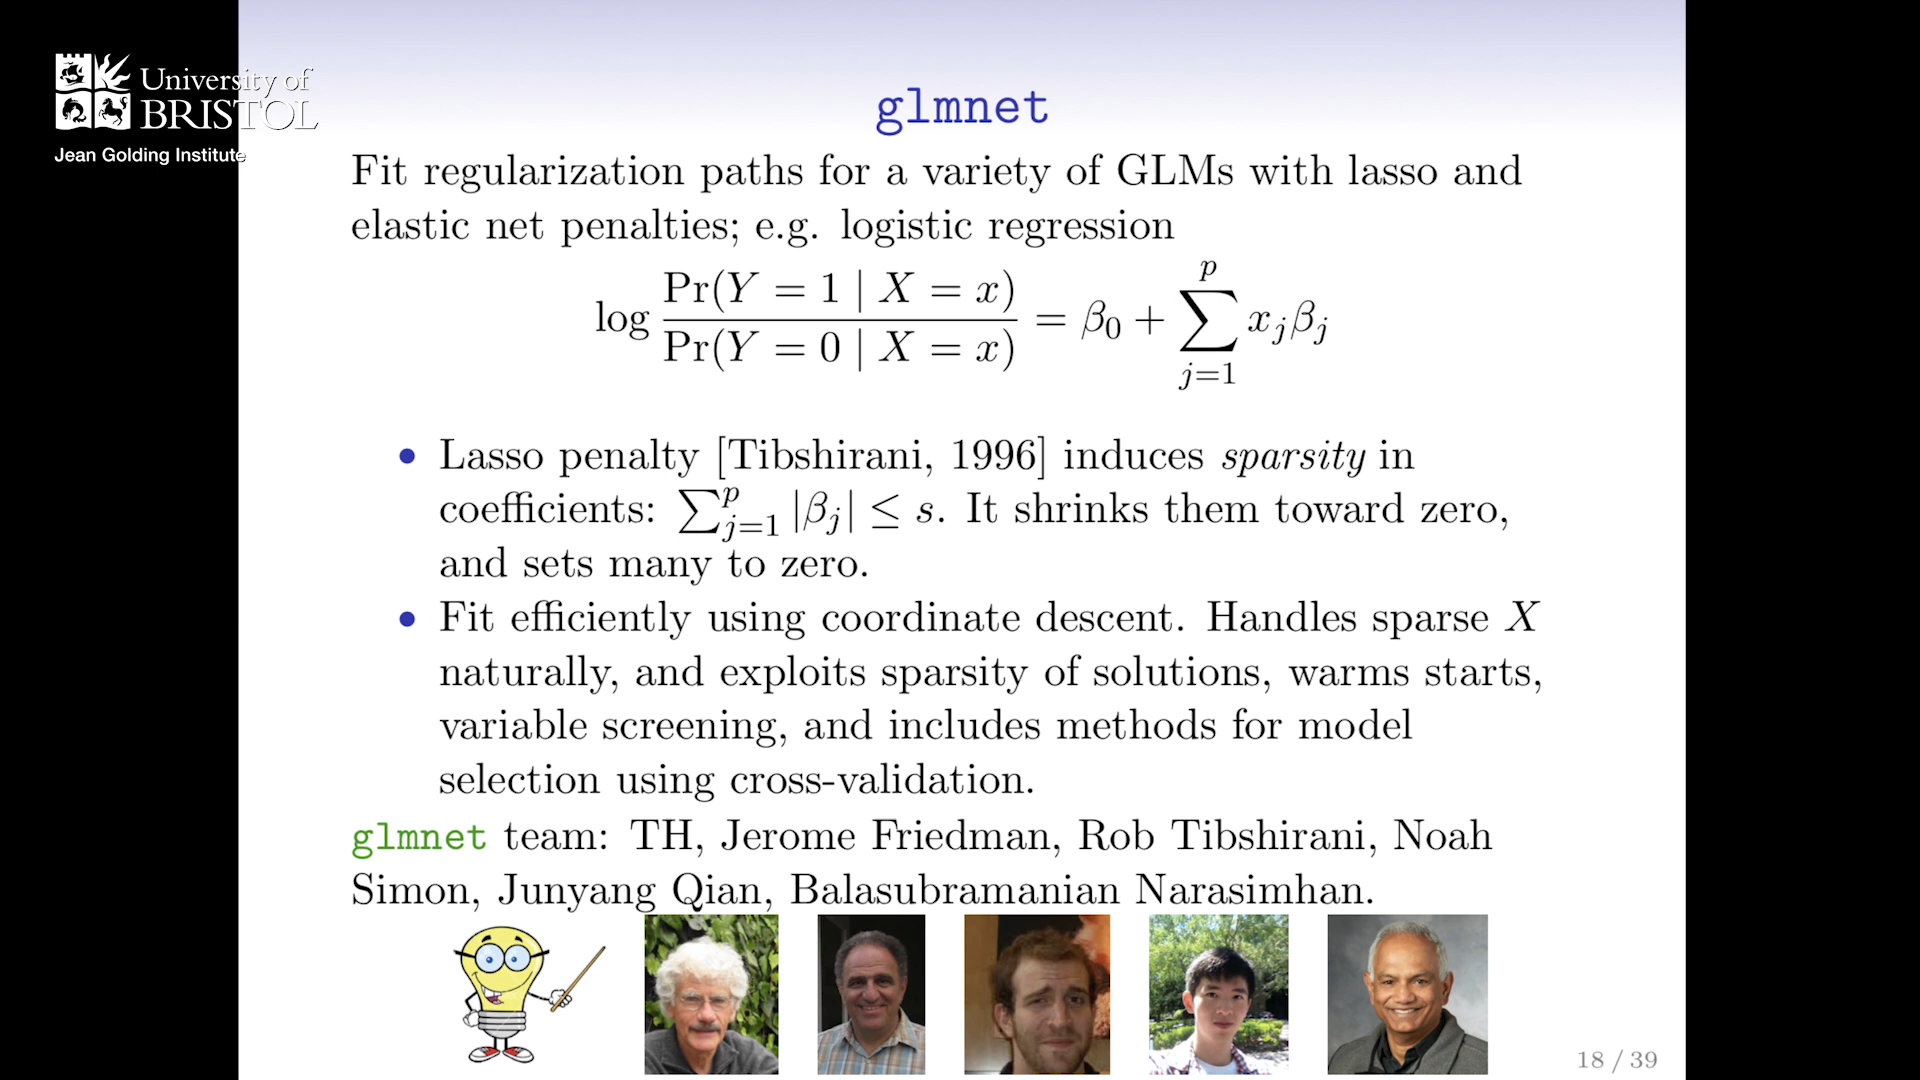 University of
BRISTOL
Jean Golding Institute
glmnet
Fit regularization paths for a variety of GLMs with lasso and
elastic net penalties; e.g. logistic regression
log Pr(Y = 1 | X = x) / Pr(Y = 0 | X = x) = β₀ + ∑_{j=1}^{p} x_jβ_j
• Lasso penalty [Tibshirani, 1996] induces sparsity in
coefficients: ∑_{j=1}^{p} |β_j| ≤ s. It shrinks them toward zero,
and sets many to zero.
• Fit efficiently using coordinate descent. Handles sparse X
naturally, and exploits sparsity of solutions, warms starts,
variable screening, and includes methods for model
selection using cross-validation.
glmnet team: TH, Jerome Friedman, Rob Tibshirani, Noah
Simon, Junyang Qian, Balasubramanian Narasimhan.
18 / 39